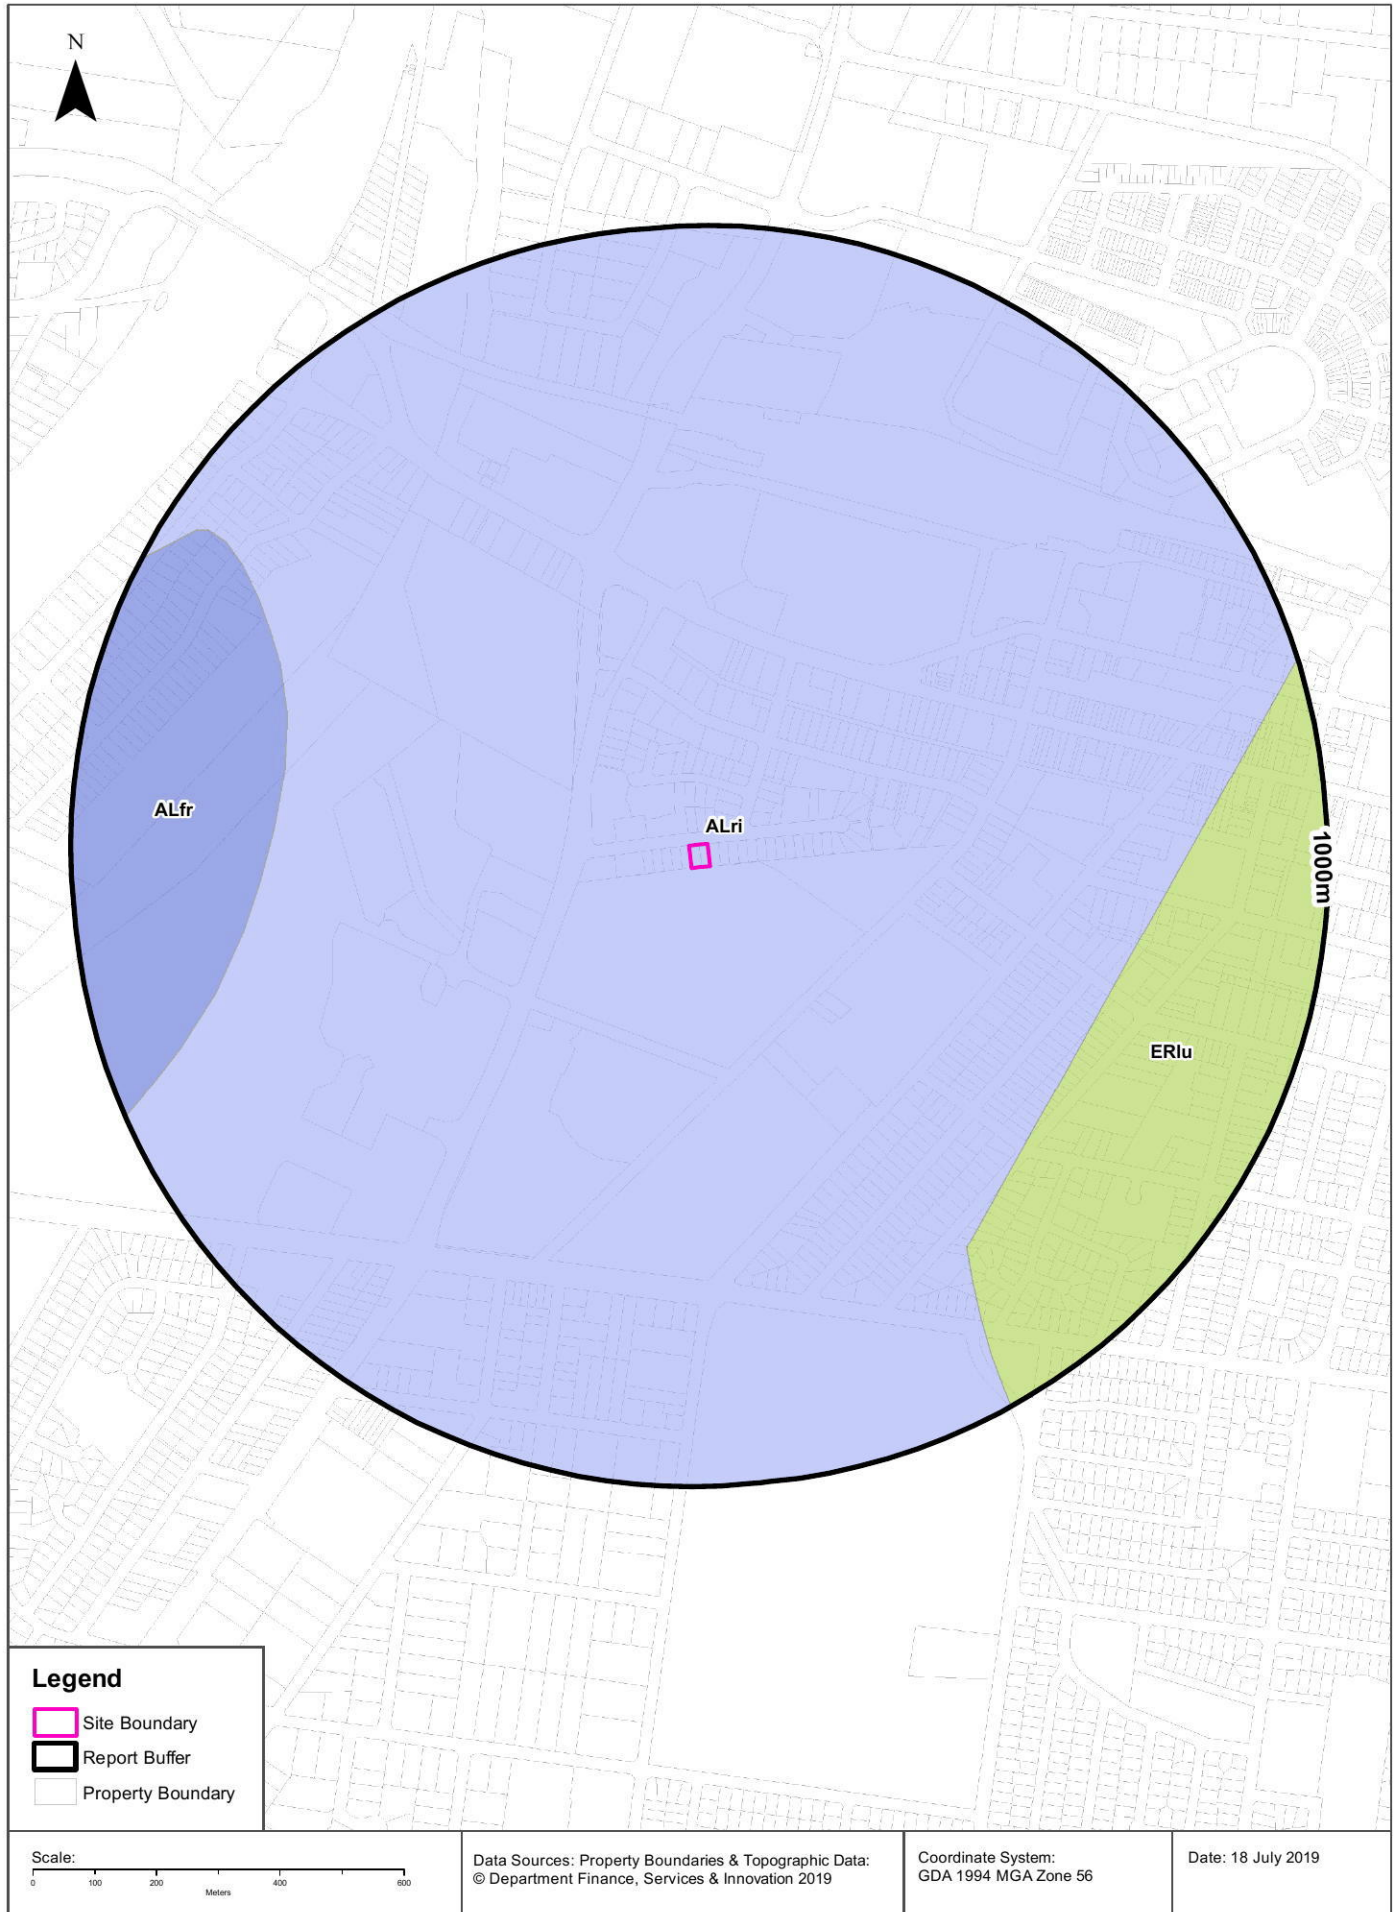 N
ALfr
ALri
1000m
ERlu
Legend
Site Boundary
Report Buffer
Property Boundary
Scale:
0 100 200 400 600
Meters
Data Sources: Property Boundaries & Topographic Data:
© Department Finance, Services & Innovation 2019
Coordinate System:
GDA 1994 MGA Zone 56
Date: 18 July 2019